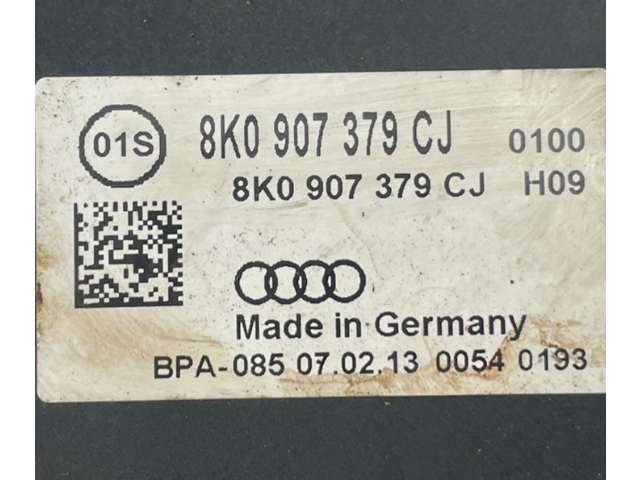 01S 8K0 907 379 CJ 0100
8K0 907 379 CJ H09
Made in Germany
BPA-085 07.02.13 0054 0193